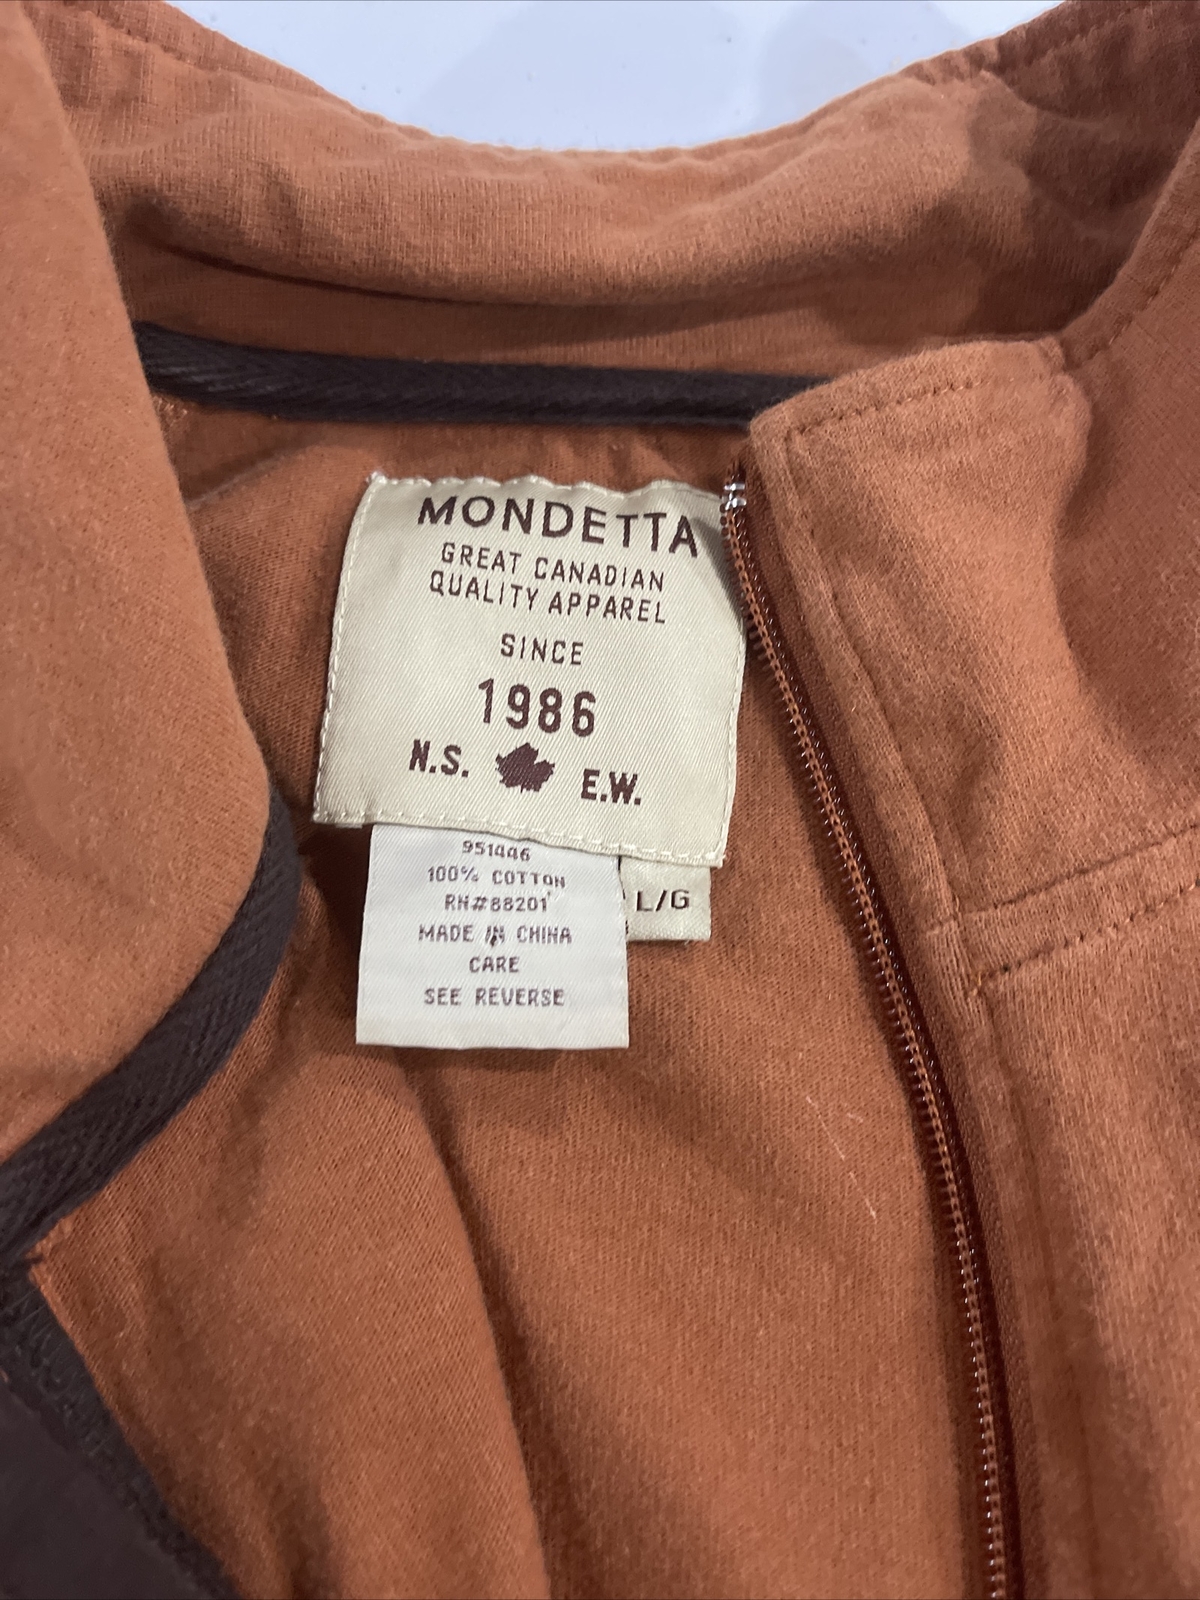 MONDETTA
GREAT CANADIAN
QUALITY APPAREL
SINCE
1986
N.S. E.W.
951446
100% COTTON
RN#88201
MADE IN CHINA
CARE
SEE REVERSE
L/G